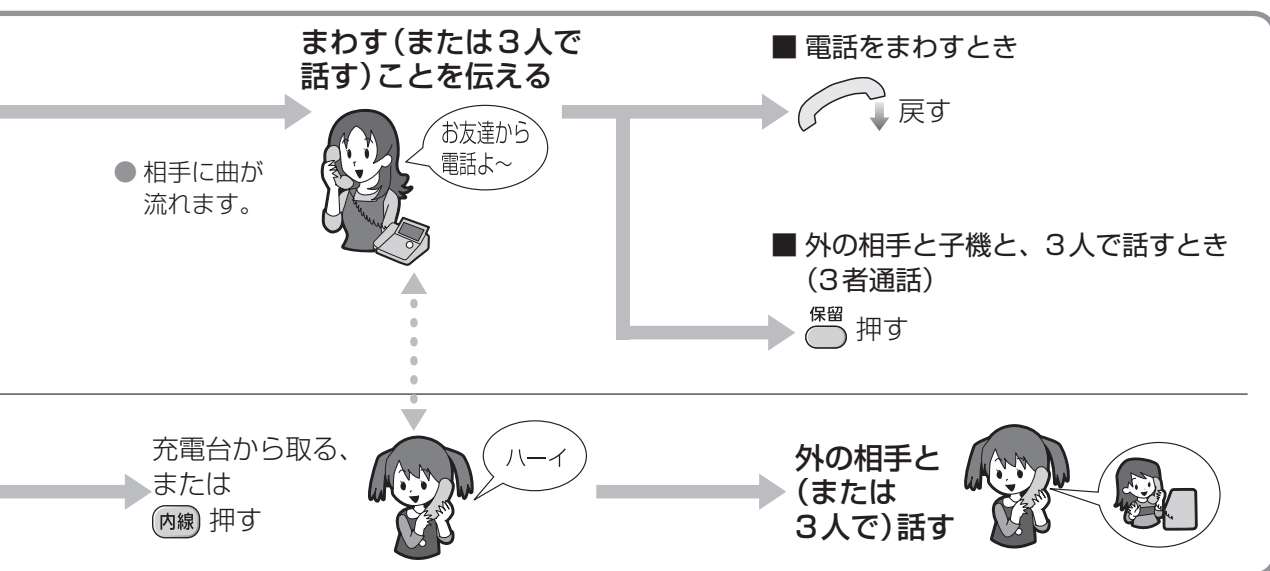 まわす(または3人で
話す)ことを伝える
● 相手に曲が
流れます。
お友達から
電話よ〜
■ 電話をまわすとき
戻す
■ 外の相手と子機と、3人で話すとき
(3者通話)
保留
押す
充電台から取る、
または
内線 押す
ハーイ
外の相手と
(または
3人で)話す